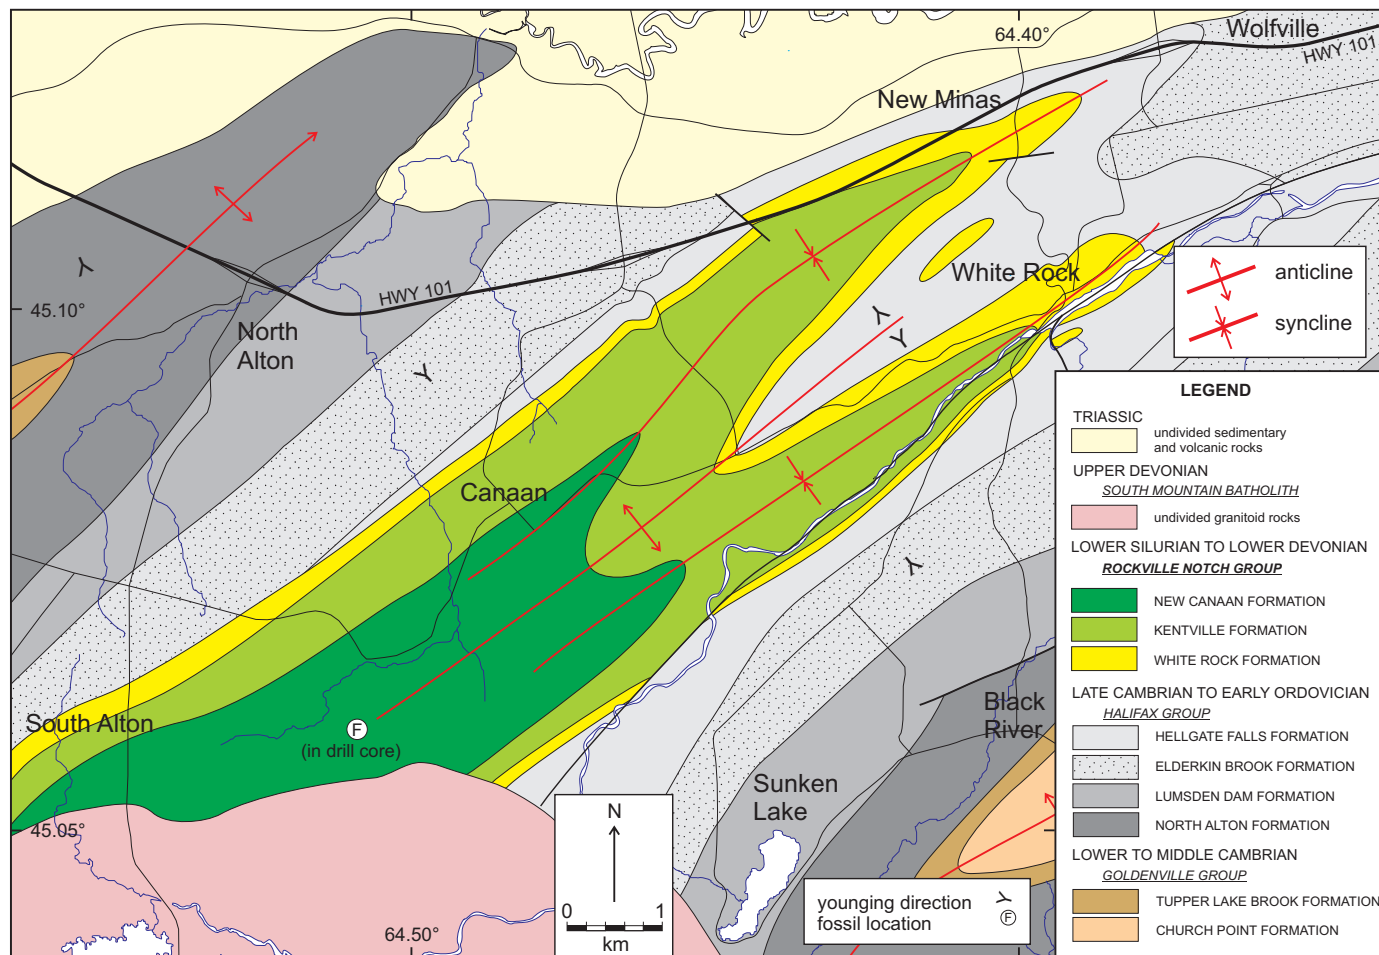 64.40°
Wolfville
HWY 101
New Minas
White Rock
45.10°
HWY 101
North
Alton
Canaan
South Alton
F
(in drill core)
Black
River
Sunken
Lake
45.05°
64.50°
N
0 1
km
younging direction
fossil location
F
anticline
syncline
LEGEND
TRIASSIC
undivided sedimentary
and volcanic rocks
UPPER DEVONIAN
SOUTH MOUNTAIN BATHOLITH
undivided granitoid rocks
LOWER SILURIAN TO LOWER DEVONIAN
ROCKVILLE NOTCH GROUP
NEW CANAAN FORMATION
KENTVILLE FORMATION
WHITE ROCK FORMATION
LATE CAMBRIAN TO EARLY ORDOVICIAN
HALIFAX GROUP
HELLGATE FALLS FORMATION
ELDERKIN BROOK FORMATION
LUMSDEN DAM FORMATION
NORTH ALTON FORMATION
LOWER TO MIDDLE CAMBRIAN
GOLDENVILLE GROUP
TUPPER LAKE BROOK FORMATION
CHURCH POINT FORMATION